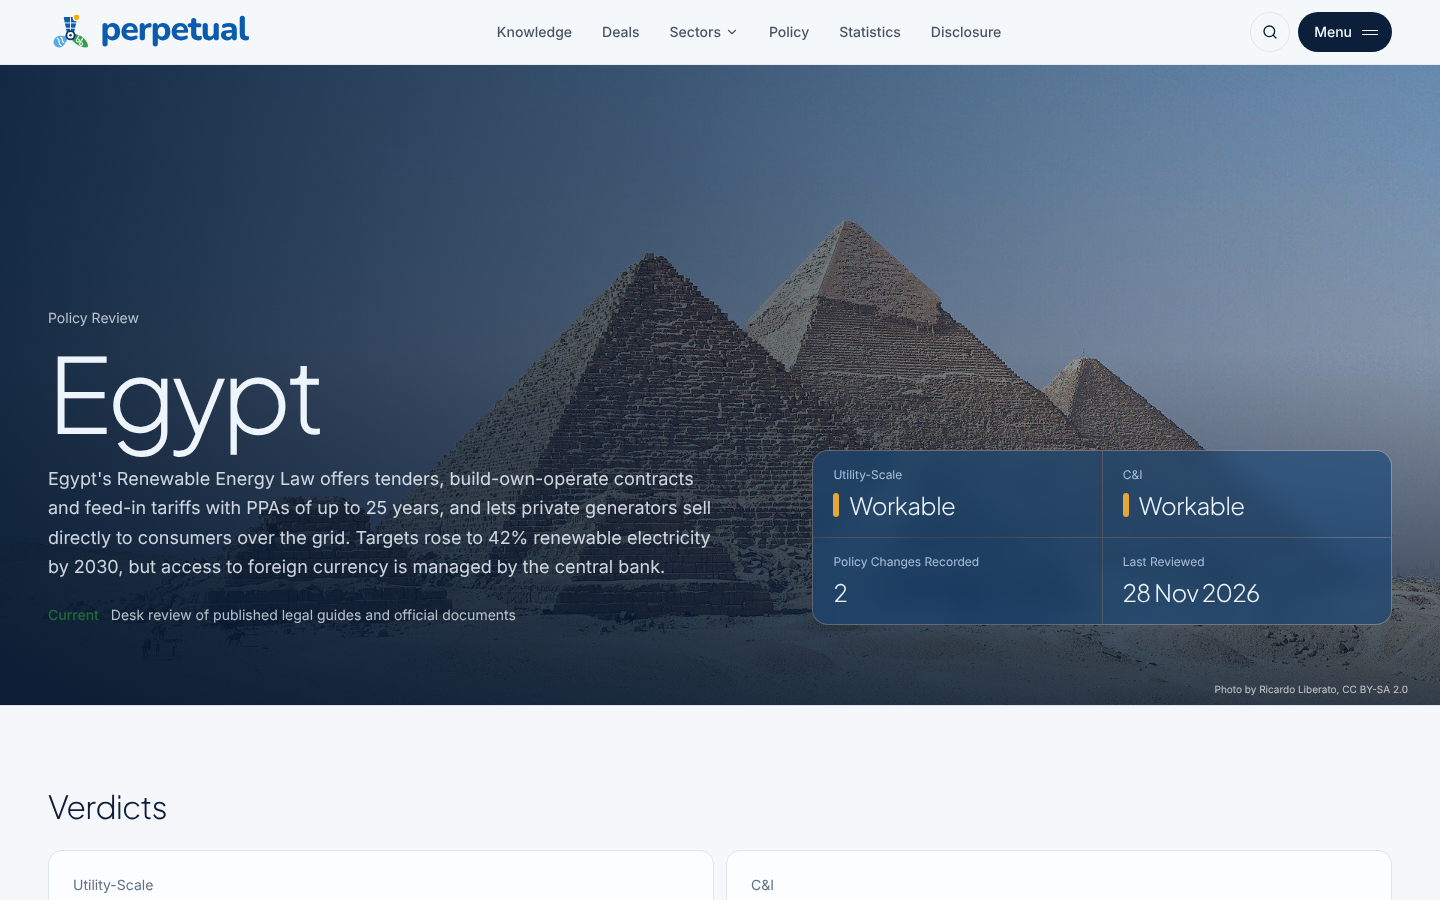 perpetual
Knowledge
Deals
Sectors
Policy
Statistics
Disclosure
Menu
Policy Review
Egypt
Egypt's Renewable Energy Law offers tenders, build-own-operate contracts
and feed-in tariffs with PPAs of up to 25 years, and lets private generators sell
directly to consumers over the grid. Targets rose to 42% renewable electricity
by 2030, but access to foreign currency is managed by the central bank.
Current Desk review of published legal guides and official documents
Utility-Scale
Workable
C&I
Workable
Policy Changes Recorded
2
Last Reviewed
28 Nov 2026
Photo by Ricardo Liberato, CC BY-SA 2.0
Verdicts
Utility-Scale
C&I